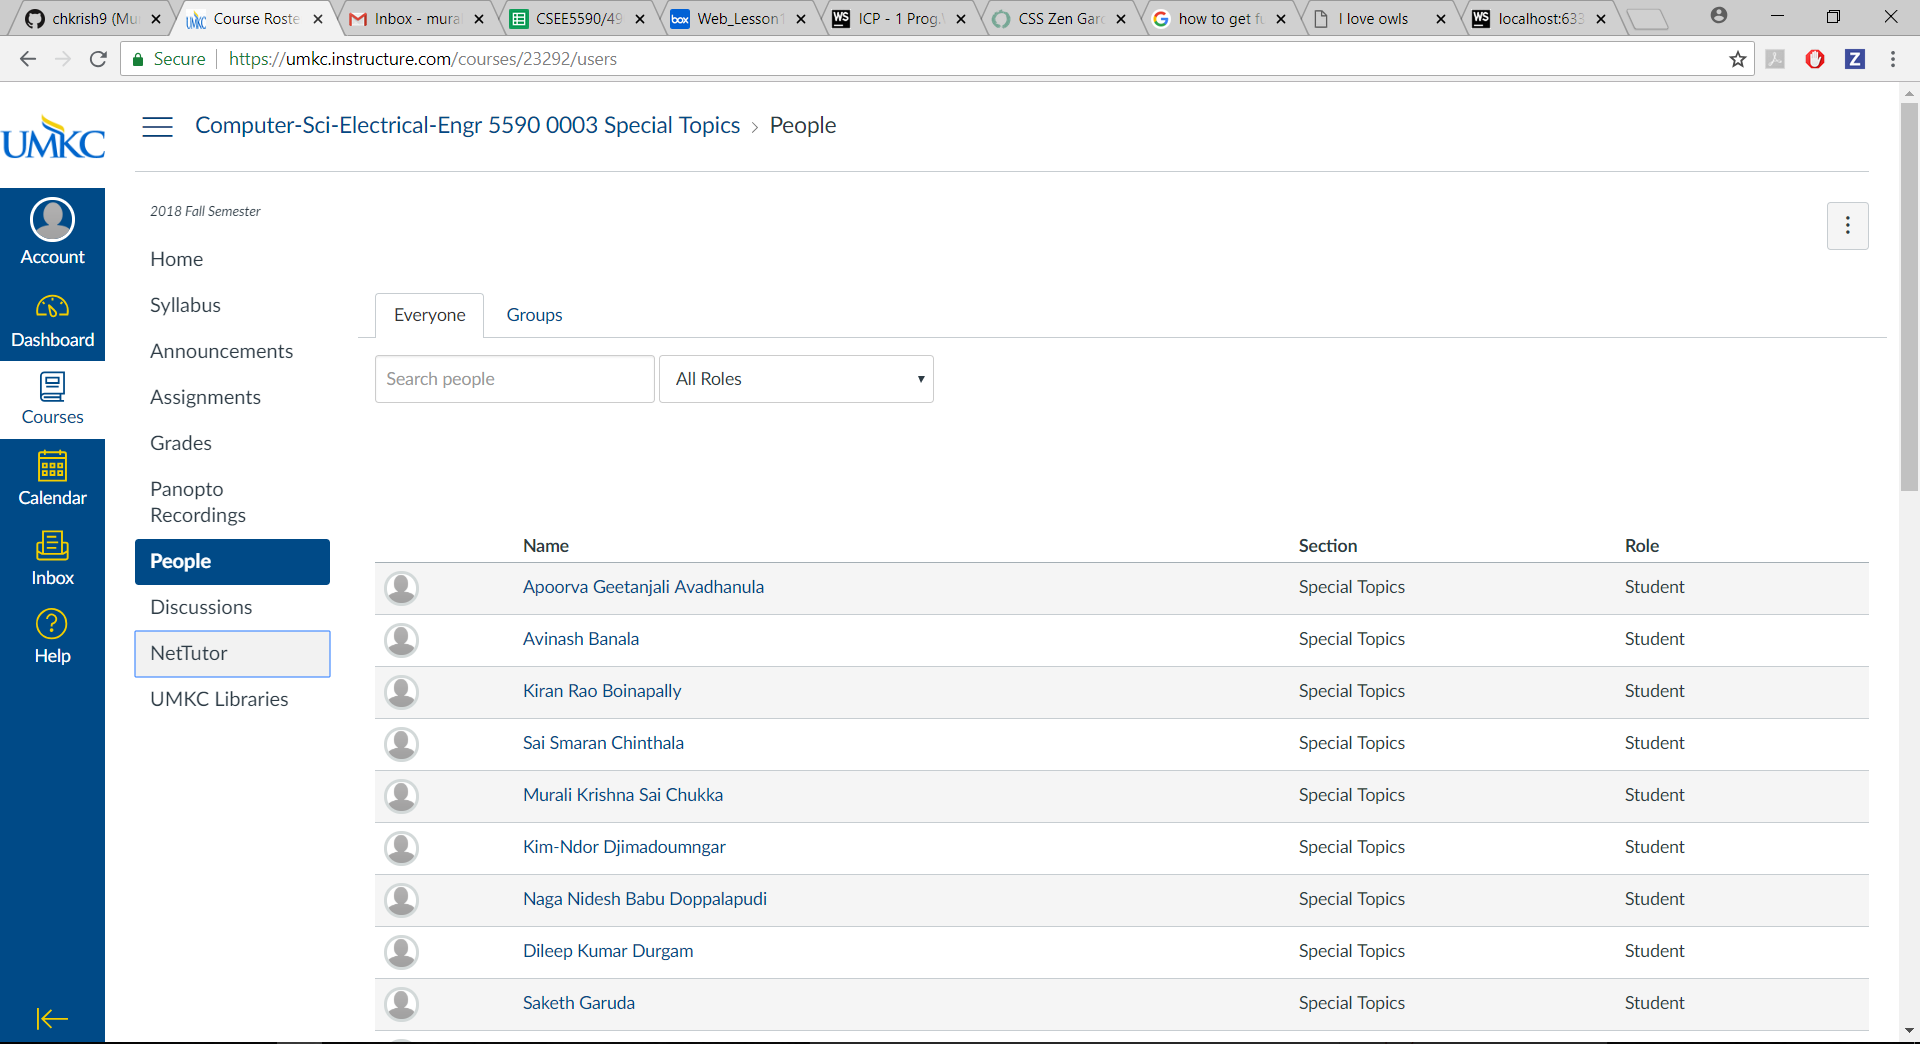 chkrish9 (Mu
Course Roste
Inbox - mura
CSEE5590/49
Web_Lesson1
ICP - 1 Prog.
CSS Zen Gar
how to get f
I love owls
localhost:633
Secure
https://umkc.instructure.com/courses/23292/users
UMKC
Computer-Sci-Electrical-Engr 5590 0003 Special Topics › People
Account
Dashboard
Courses
Calendar
Inbox
Help
2018 Fall Semester
Home
Syllabus
Announcements
Assignments
Grades
Panopto
Recordings
People
Discussions
NetTutor
UMKC Libraries
Everyone Groups
Search people All Roles
Name Section Role
Apoorva Geetanjali Avadhanula Special Topics Student
Avinash Banala Special Topics Student
Kiran Rao Boinapally Special Topics Student
Sai Smaran Chinthala Special Topics Student
Murali Krishna Sai Chukka Special Topics Student
Kim-Ndor Djimadoumngar Special Topics Student
Naga Nidesh Babu Doppalapudi Special Topics Student
Dileep Kumar Durgam Special Topics Student
Saketh Garuda Special Topics Student